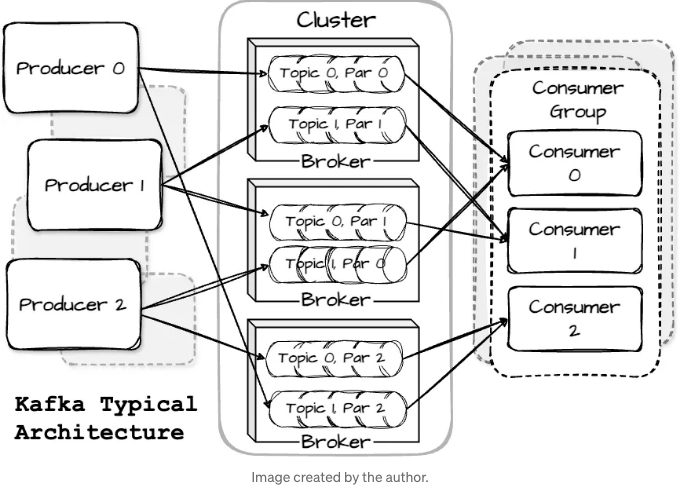 Cluster
Producer 0
Topic 0, Par 0
Topic 1, Par 1
Broker
Producer 1
Topic 0, Par 1
Topic 1, Par 0
Broker
Producer 2
Topic 0, Par 2
Topic 1, Par 2
Broker
Consumer
Group
Consumer
0
Consumer
1
Consumer
2
Kafka Typical
Architecture
Image created by the author.